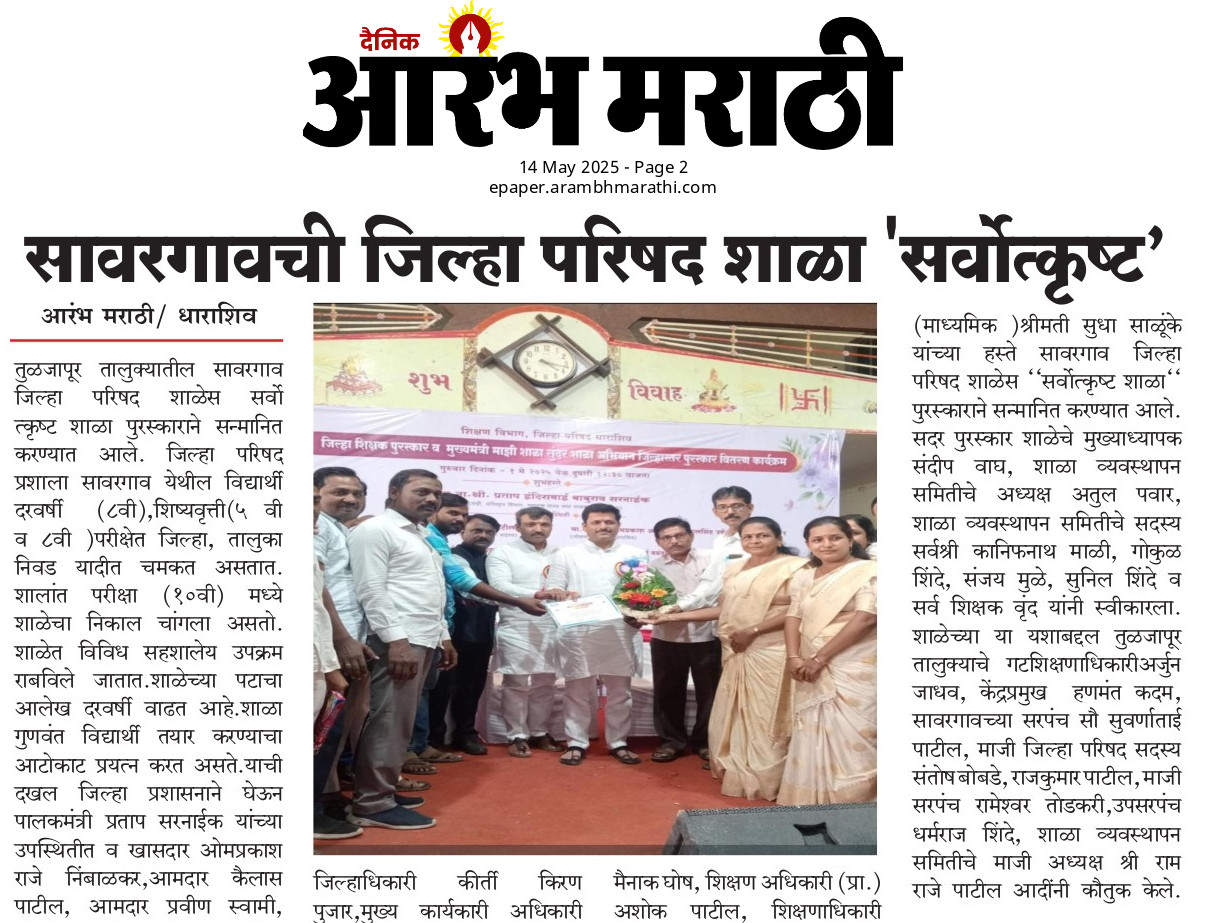 दैनिक
आरंभ मराठी
14 May 2025 - Page 2
epaper.arambhmarathi.com
सावरगावची जिल्हा परिषद शाळा 'सर्वोत्कृष्ट’
आरंभ मराठी/ धाराशिव
तुळजापूर तालुक्यातील सावरगाव
जिल्हा परिषद शाळेस सर्वो
त्कृष्ट शाळा पुरस्काराने सन्मानित
करण्यात आले. जिल्हा परिषद
प्रशाला सावरगाव येथील विद्यार्थी
दरवर्षी (८वी),शिष्यवृत्ती(५ वी
व ८वी )परीक्षेत जिल्हा, तालुका
निवड यादीत चमकत असतात.
शालांत परीक्षा (१०वी) मध्ये
शाळेचा निकाल चांगला असतो.
शाळेत विविध सहशालेय उपक्रम
राबविले जातात.शाळेच्या पटाचा
आलेख दरवर्षी वाढत आहे.शाळा
गुणवंत विद्यार्थी तयार करण्याचा
आटोकाट प्रयत्न करत असते.याची
दखल जिल्हा प्रशासनाने घेऊन
पालकमंत्री प्रताप सरनाईक यांच्या
उपस्थितीत व खासदार ओमप्रकाश
राजे निंबाळकर,आमदार कैलास
पाटील, आमदार प्रवीण स्वामी,
शुभ
विवाह
शिक्षण विभाग, जिल्हा परिषद धाराशिव
जिल्हा शिक्षक पुरस्कार व मुख्यमंत्री माझी शाळा सुंदर शाळा अभियान जिल्हास्तर पुरस्कार वितरण कार्यक्रम
गुरुवार दिनांक - १ मे २०२५
शुभहस्ते
प्रताप इंदिराबाई बाबुराव सरनाईक
जिल्हाधिकारी कीर्ती किरण
पुजार,मुख्य कार्यकारी अधिकारी
मैनाक घोष, शिक्षण अधिकारी (प्रा.)
अशोक पाटील, शिक्षणाधिकारी
(माध्यमिक )श्रीमती सुधा साळूंके
यांच्या हस्ते सावरगाव जिल्हा
परिषद शाळेस ‘‘सर्वोत्कृष्ट शाळा‘‘
पुरस्काराने सन्मानित करण्यात आले.
सदर पुरस्कार शाळेचे मुख्याध्यापक
संदीप वाघ, शाळा व्यवस्थापन
समितीचे अध्यक्ष अतुल पवार,
शाळा व्यवस्थापन समितीचे सदस्य
सर्वश्री कानिफनाथ माळी, गोकुळ
शिंदे, संजय मुळे, सुनिल शिंदे व
सर्व शिक्षक वृंद यांनी स्वीकारला.
शाळेच्या या यशाबद्दल तुळजापूर
तालुक्याचे गटशिक्षणाधिकारीअर्जुन
जाधव, केंद्रप्रमुख हणमंत कदम,
सावरगावच्या सरपंच सौ सुवर्णाताई
पाटील, माजी जिल्हा परिषद सदस्य
संतोष बोबडे, राजकुमार पाटील, माजी
सरपंच रामेश्वर तोडकरी,उपसरपंच
धर्मराज शिंदे, शाळा व्यवस्थापन
समितीचे माजी अध्यक्ष श्री राम
राजे पाटील आदींनी कौतुक केले.